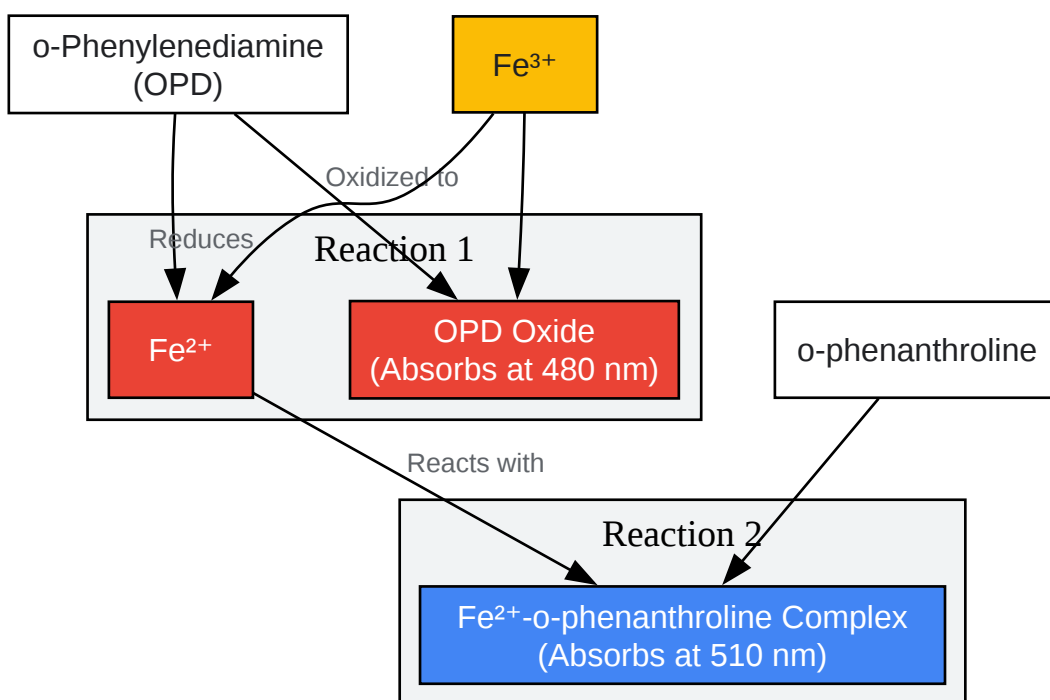 o-Phenylenediamine
(OPD)
Fe³⁺
Oxidized to
Reduces
Reaction 1
Fe²⁺
OPD Oxide
(Absorbs at 480 nm)
o-phenanthroline
Reacts with
Reaction 2
Fe²⁺-o-phenanthroline Complex
(Absorbs at 510 nm)